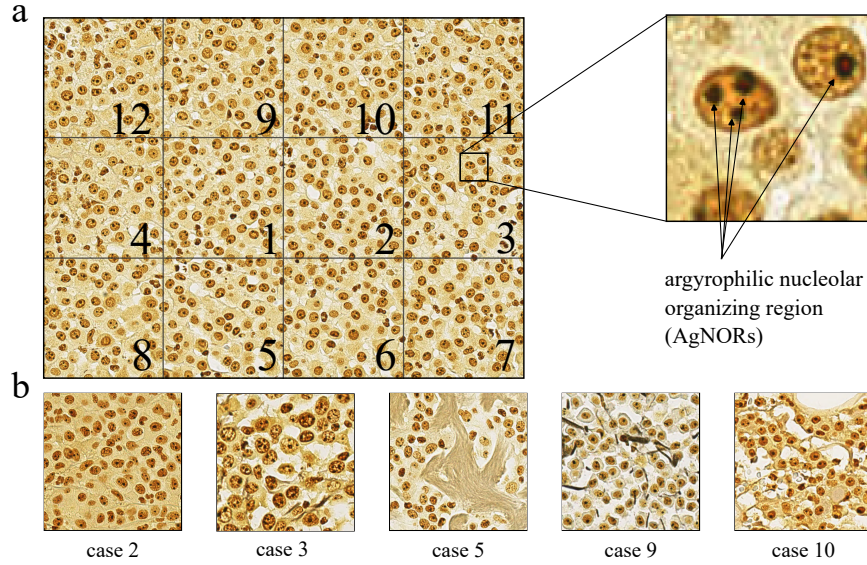 a
12 9 10 11
4 1 2 3
8 5 6 7
argyrophilic nucleolar
organizing region
(AgNORs)
b
case 2 case 3 case 5 case 9 case 10